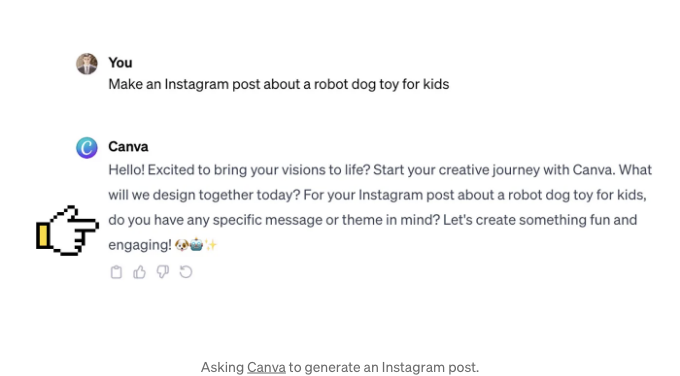 You
Make an Instagram post about a robot dog toy for kids
Canva
Hello! Excited to bring your visions to life? Start your creative journey with Canva. What
will we design together today? For your Instagram post about a robot dog toy for kids,
do you have any specific message or theme in mind? Let's create something fun and
engaging! 🐶🤖✨
Asking Canva to generate an Instagram post.